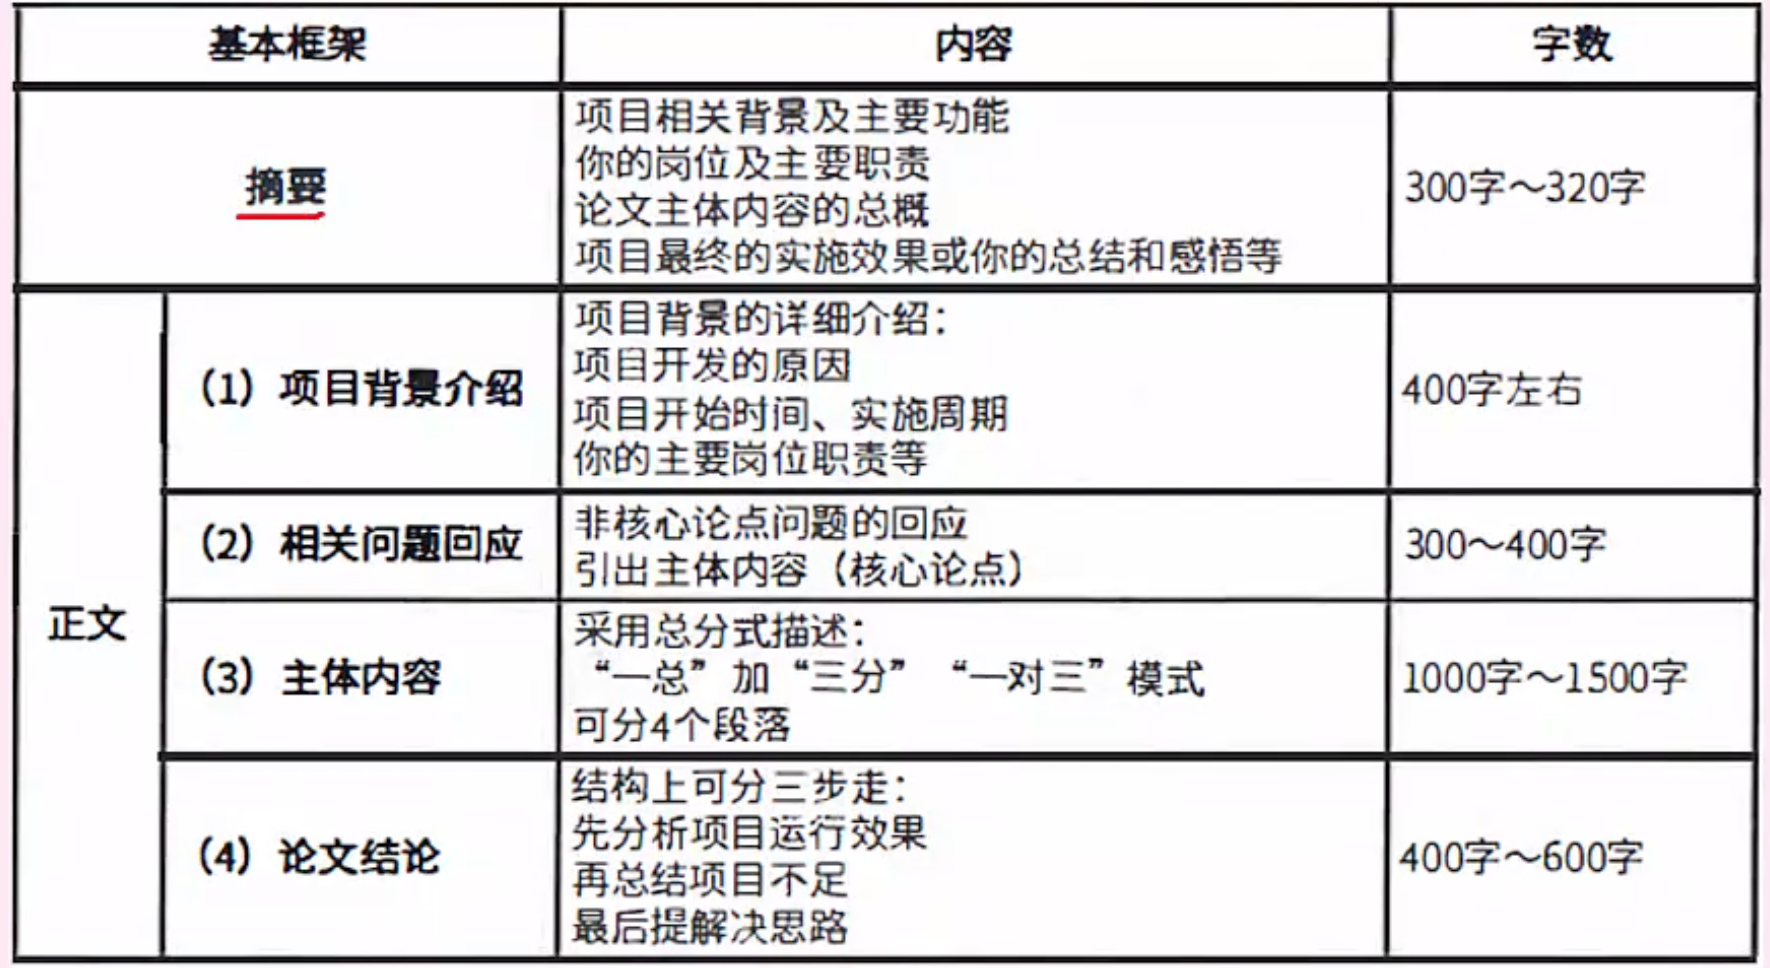 基本框架
内容
字数
摘要
项目相关背景及主要功能
你的岗位及主要职责
论文主体内容的总概
项目最终的实施效果或你的总结和感悟等
300字～320字
正文
（1）项目背景介绍
项目背景的详细介绍：
项目开发的原因
项目开始时间、实施周期
你的主要岗位职责等
400字左右
（2）相关问题回应
非核心论点问题的回应
引出主体内容（核心论点）
300～400字
（3）主体内容
采用总分式描述：
“一总”加“三分”“一对三”模式
可分4个段落
1000字～1500字
（4）论文结论
结构上可分三步走：
先分析项目运行效果
再总结项目不足
最后提解决思路
400字～600字